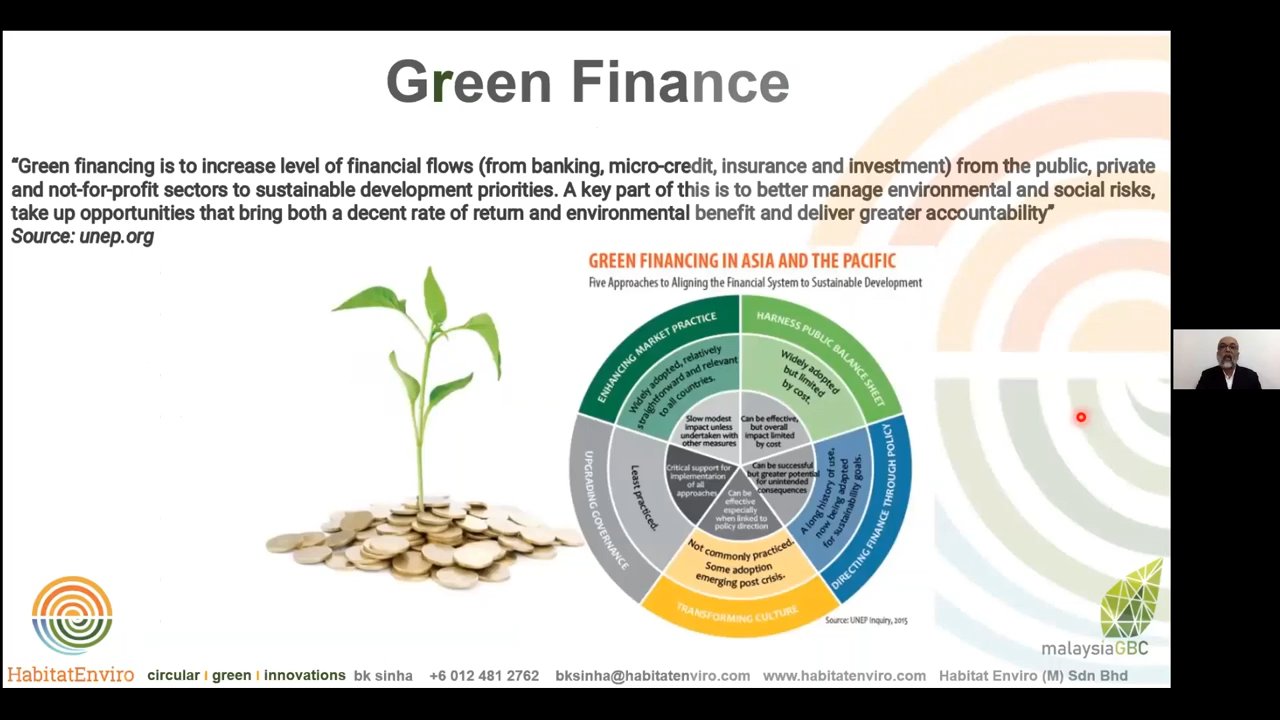 Green Finance
“Green financing is to increase level of financial flows (from banking, micro-credit, insurance and investment) from the public, private
and not-for-profit sectors to sustainable development priorities. A key part of this is to better manage environmental and social risks,
take up opportunities that bring both a decent rate of return and environmental benefit and deliver greater accountability”
Source: unep.org
GREEN FINANCING IN ASIA AND THE PACIFIC
Five Approaches to Aligning the Financial System to Sustainable Development
ENHANCING MARKET PRACTICE
Widely adopted, relatively
straightforward and relevant
to all countries.
Slow modest
impact unless
undertaken with
other measures
HARNESS PUBLIC BALANCE SHEET
Widely adopted
but limited
by cost.
Can be effective,
but overall
impact limited
by cost
DIRECTING FINANCE THROUGH POLICY
A long history of use,
now being adapted
for sustainability goals.
Can be successful
but greater potential
for unintended
consequences
TRANSFORMING CULTURE
Not commonly practiced.
Some adoption
emerging post crisis.
Can be
effective
especially
when linked to
policy direction
UPGRADING GOVERNANCE
Least practiced.
Critical support for
implementation
of all
approaches
Source: UNEP Inquiry, 2015
malaysiaGBC
HabitatEnviro
circular | green | innovations bk sinha +6 012 481 2762 bksinha@habitatenviro.com www.habitatenviro.com Habitat Enviro (M) Sdn Bhd